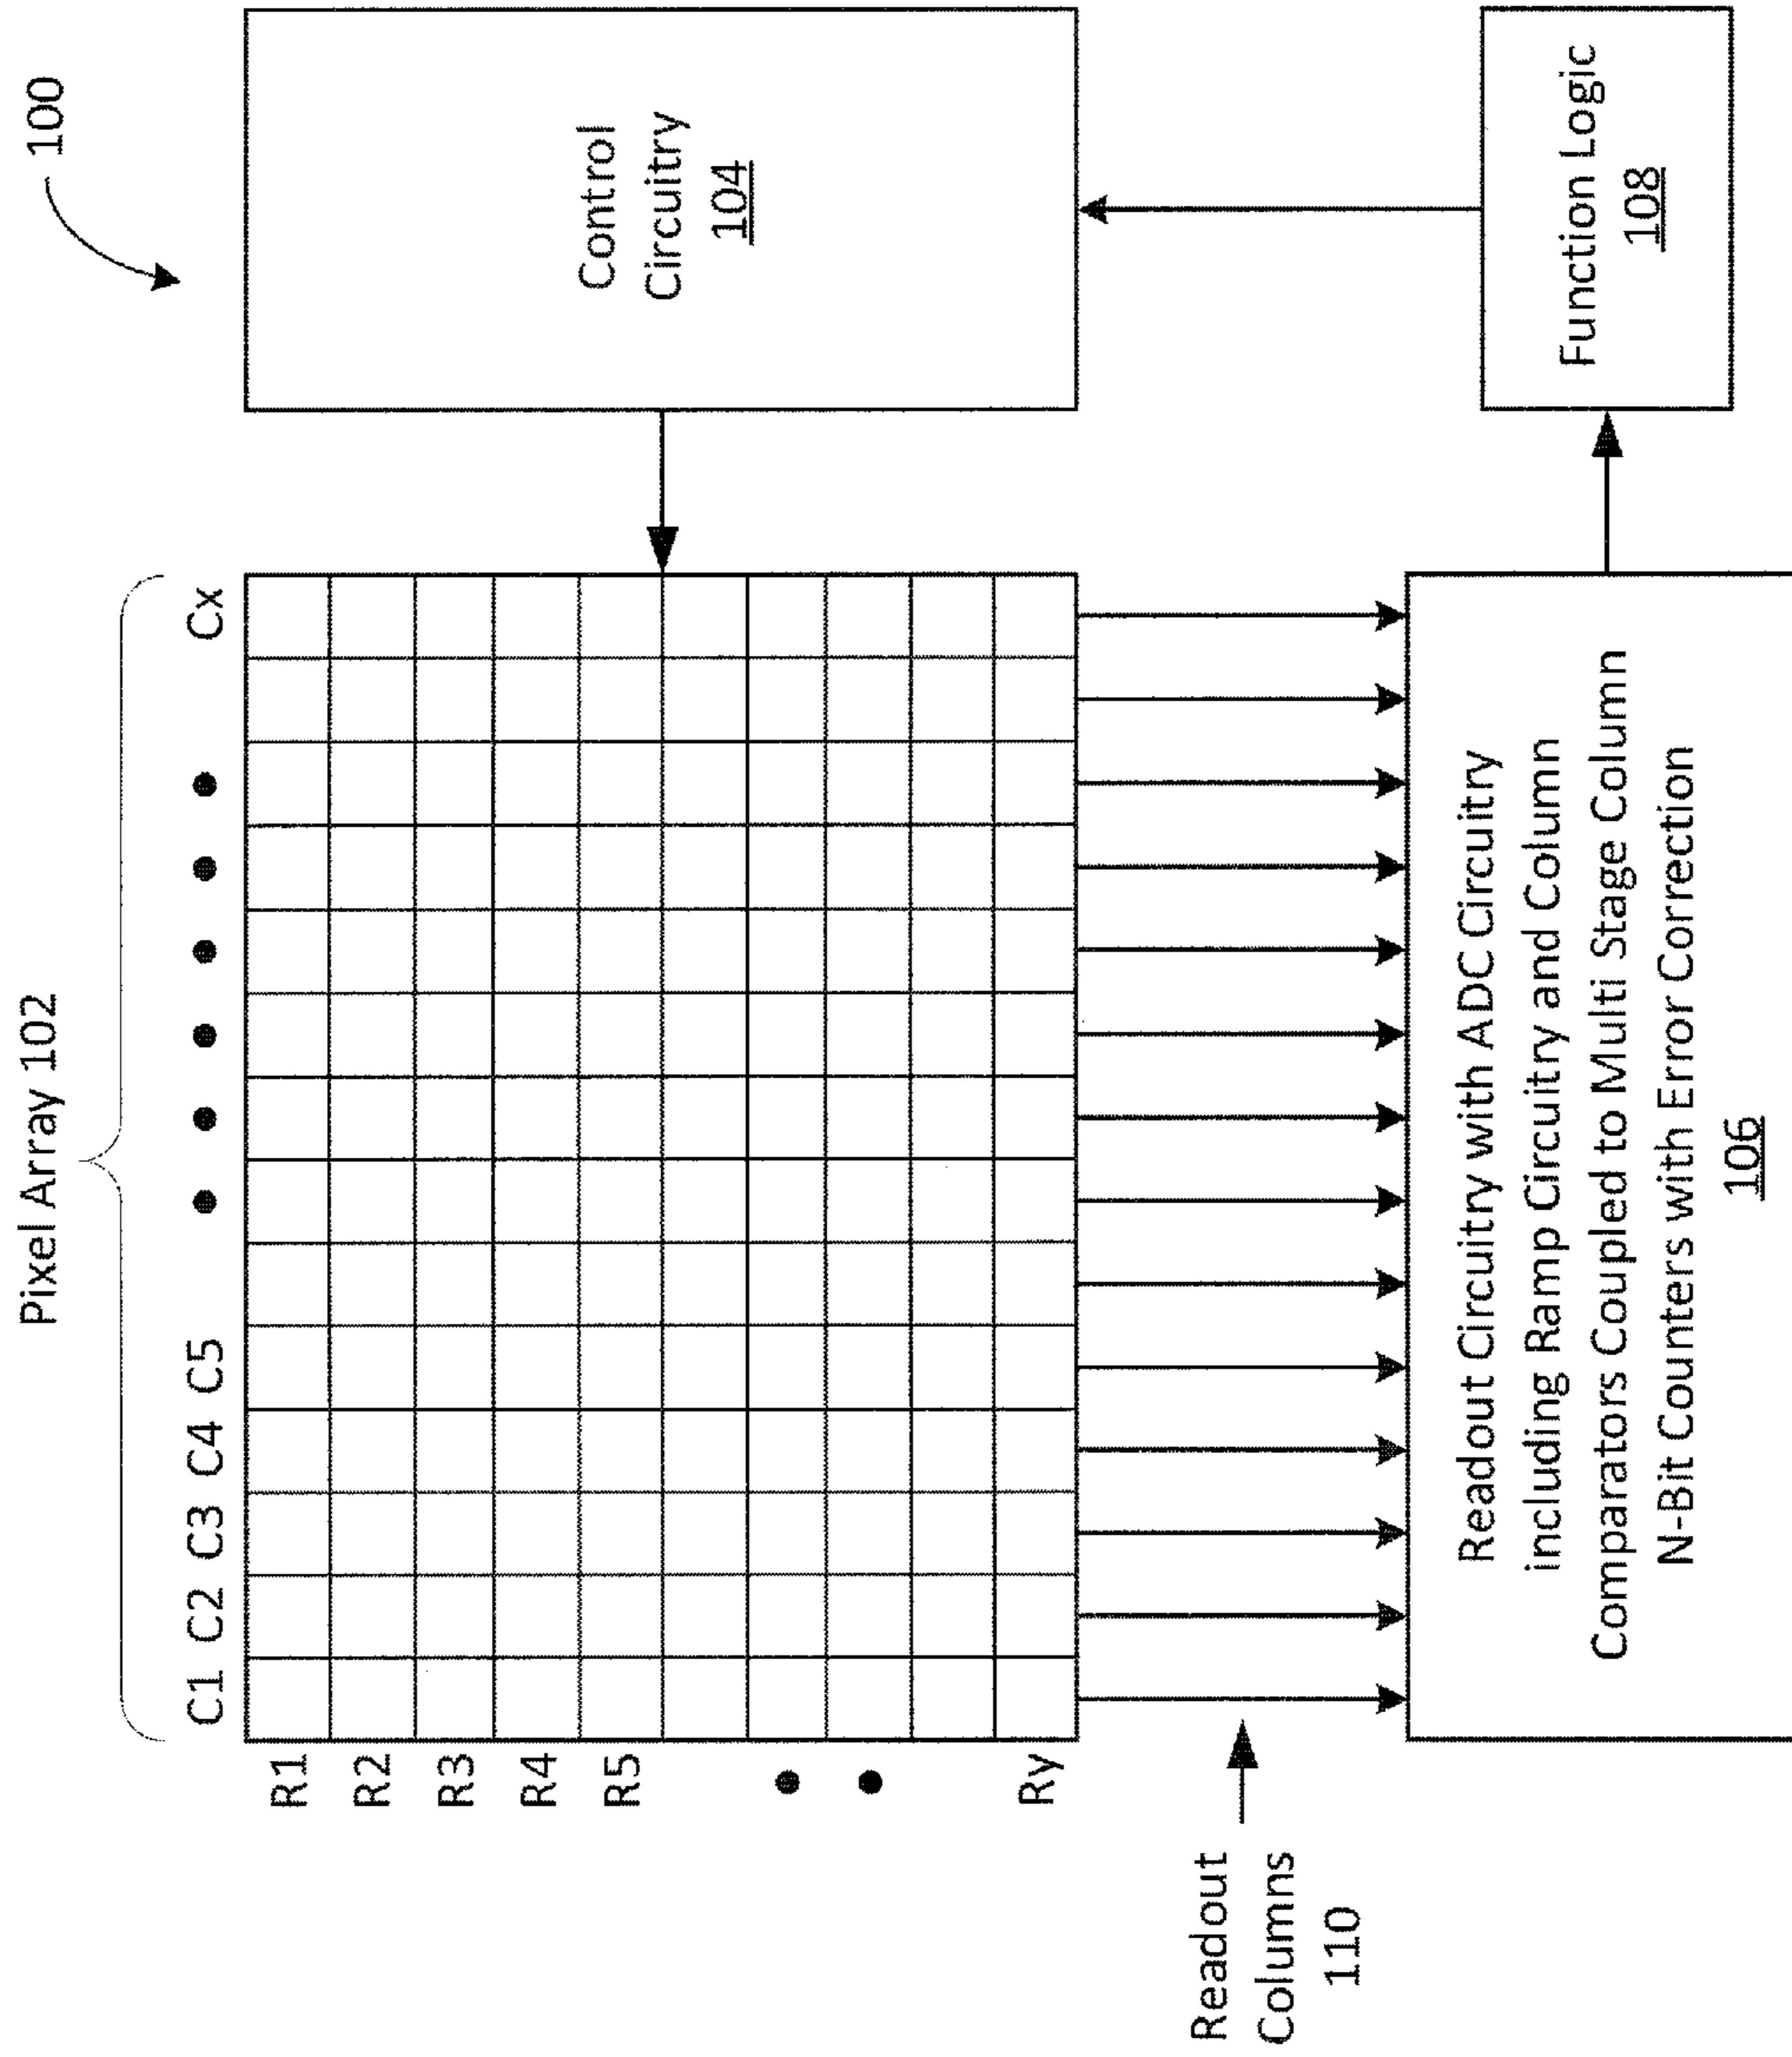 100
Pixel Array 102
C1 C2 C3 C4 C5 Cx
R1
R2
R3
R4
R5
Ry
Control
Circuitry
104
Readout
Columns
110
Readout Circuitry with ADC Circuitry
including Ramp Circuitry and Column
Comparators Coupled to Multi Stage Column
N-Bit Counters with Error Correction
106
Function Logic
108